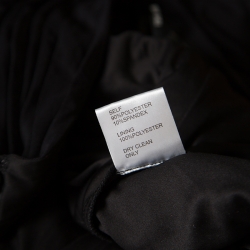 SELF
90%POLYESTER
10%SPANDEX
LINING
100%POLYESTER
DRY CLEAN
ONLY